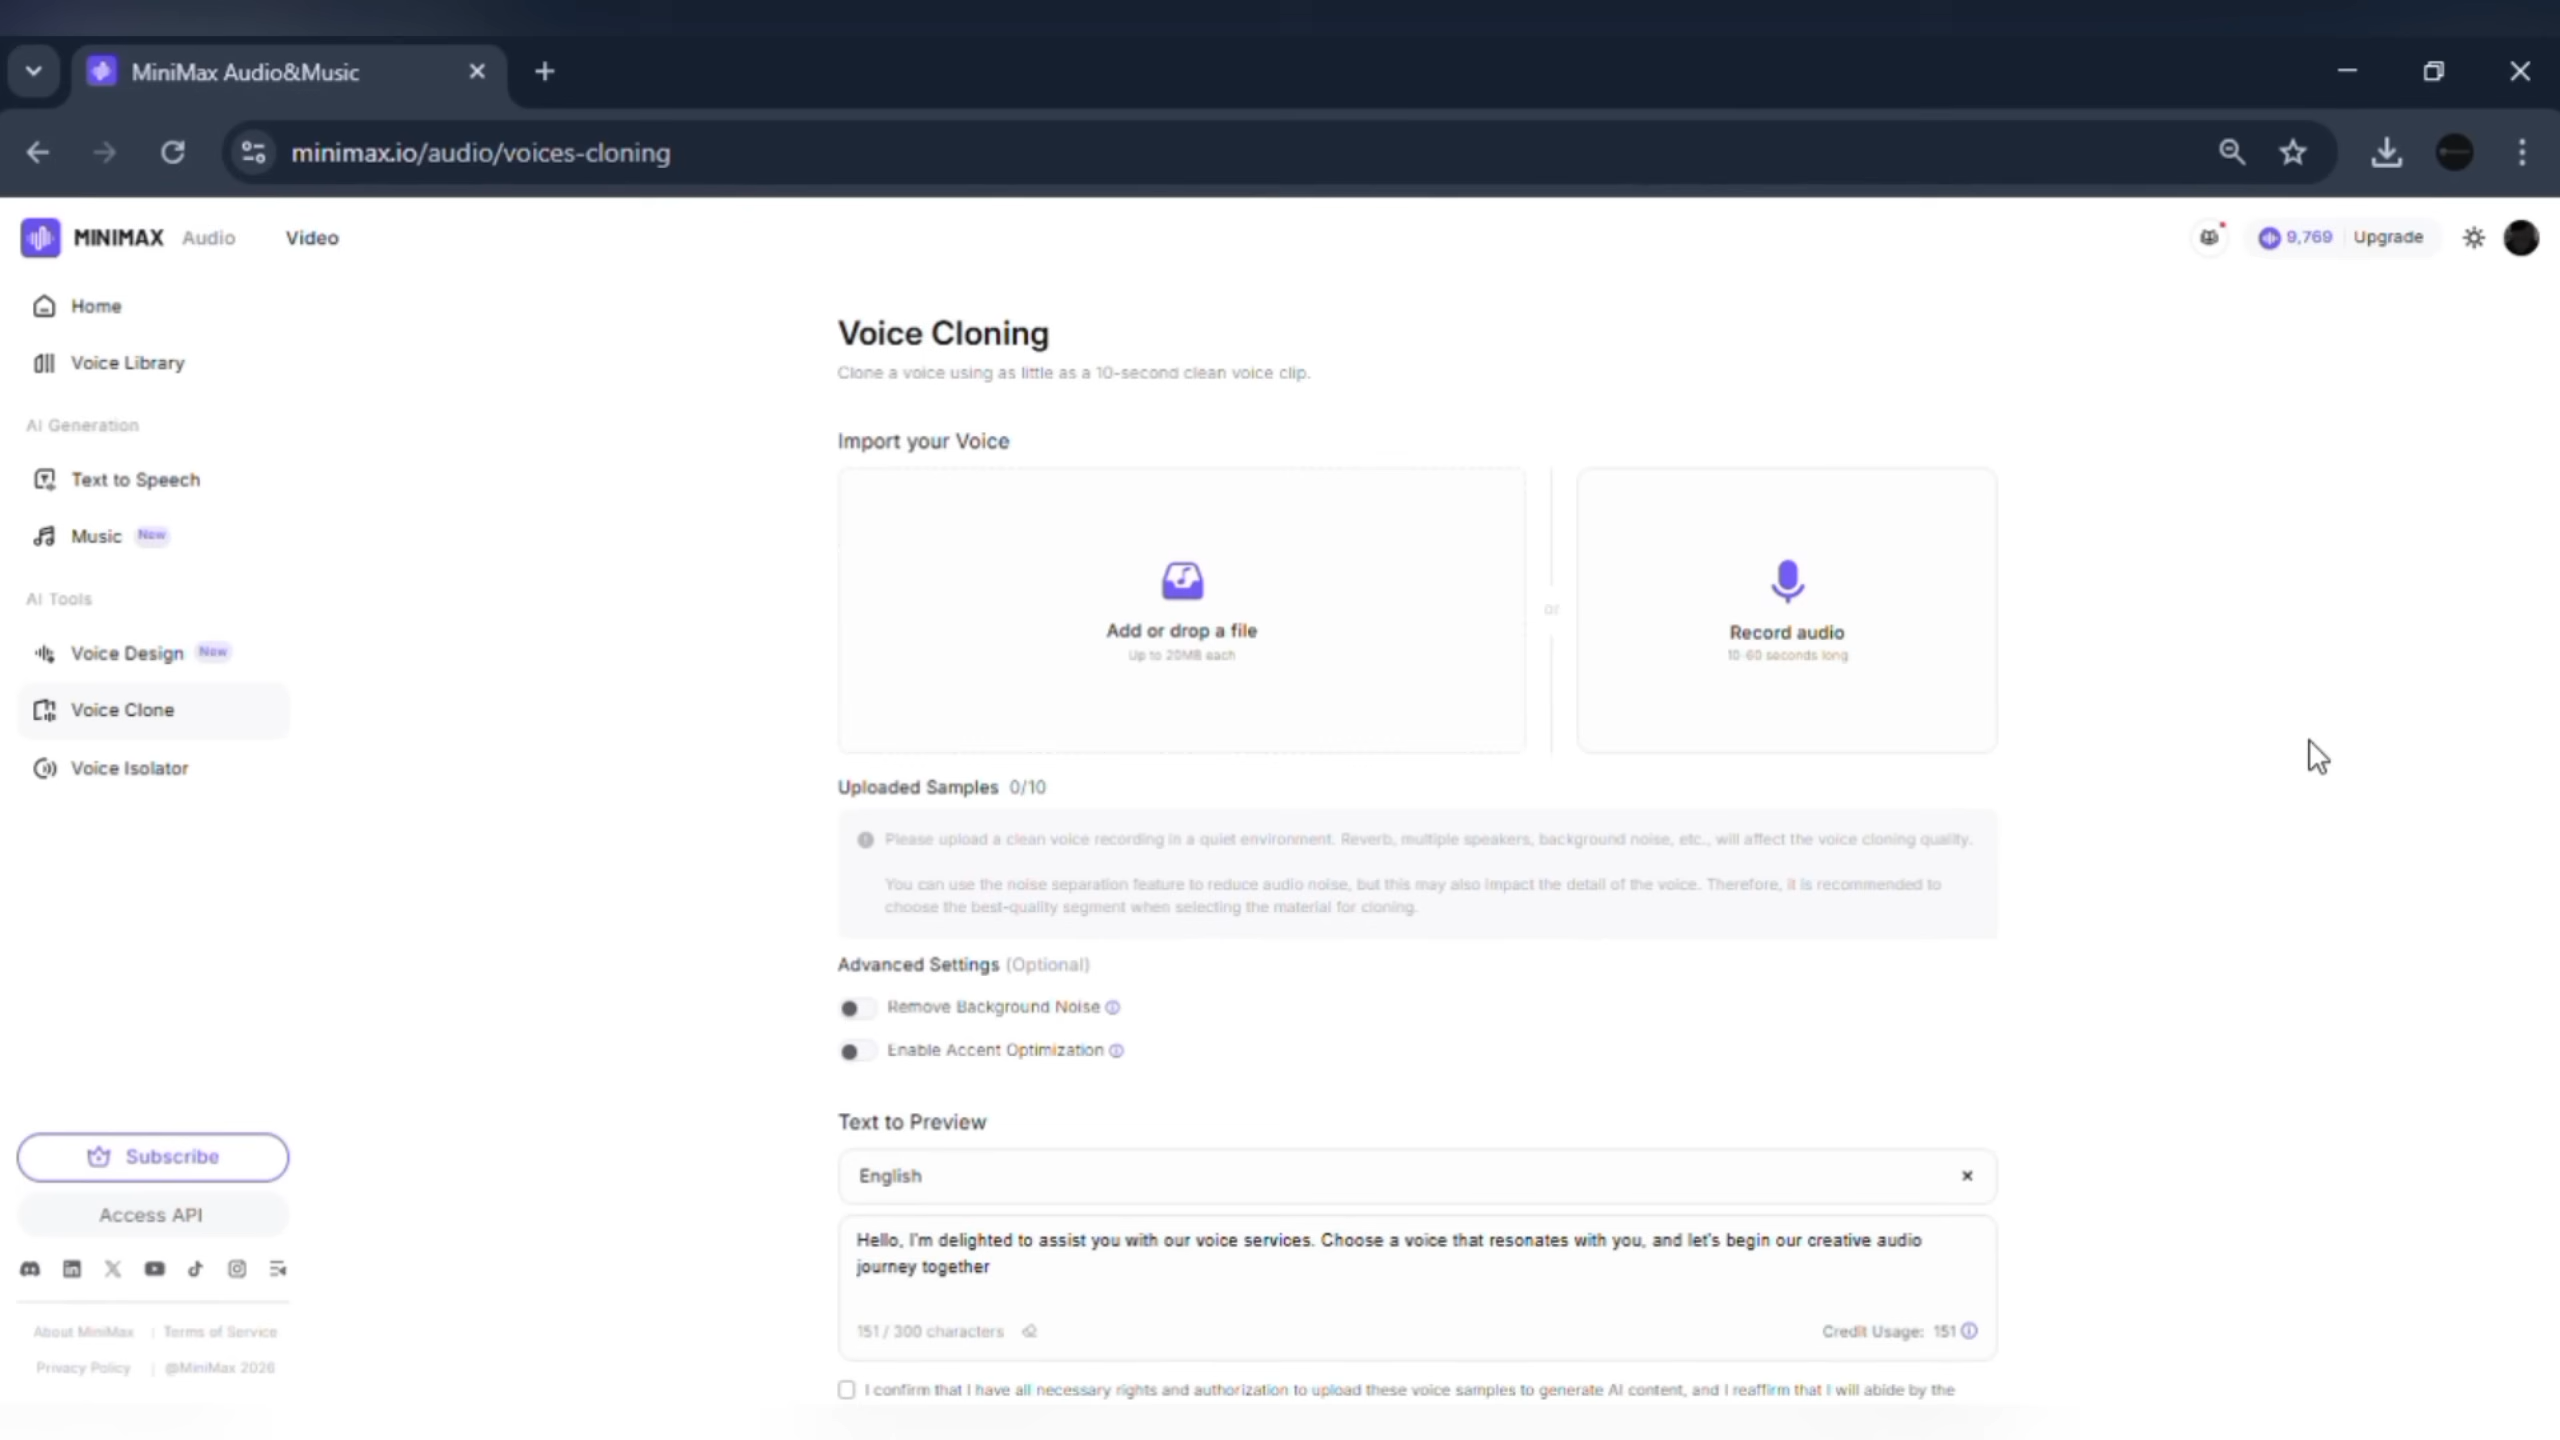 MiniMax Audio&Music
minimax.io/audio/voices-cloning
MINIMAX Audio Video
9,769 Upgrade
Home
Voice Library
AI Generation
Text to Speech
Music New
AI Tools
Voice Design New
Voice Clone
Voice Isolator
Subscribe
Access API
About MiniMax | Terms of Service
Privacy Policy | @MiniMax 2026
Voice Cloning
Clone a voice using as little as a 10-second clean voice clip.
Import your Voice
Add or drop a file
Up to 20MB each
or
Record audio
10-60 seconds long
Uploaded Samples 0/10
Please upload a clean voice recording in a quiet environment. Reverb, multiple speakers, background noise, etc., will affect the voice cloning quality.
You can use the noise separation feature to reduce audio noise, but this may also impact the detail of the voice. Therefore, it is recommended to
choose the best-quality segment when selecting the material for cloning.
Advanced Settings (Optional)
Remove Background Noise
Enable Accent Optimization
Text to Preview
English
Hello, I'm delighted to assist you with our voice services. Choose a voice that resonates with you, and let's begin our creative audio
journey together
151 / 300 characters
Credit Usage: 151
I confirm that I have all necessary rights and authorization to upload these voice samples to generate AI content, and I reaffirm that I will abide by the